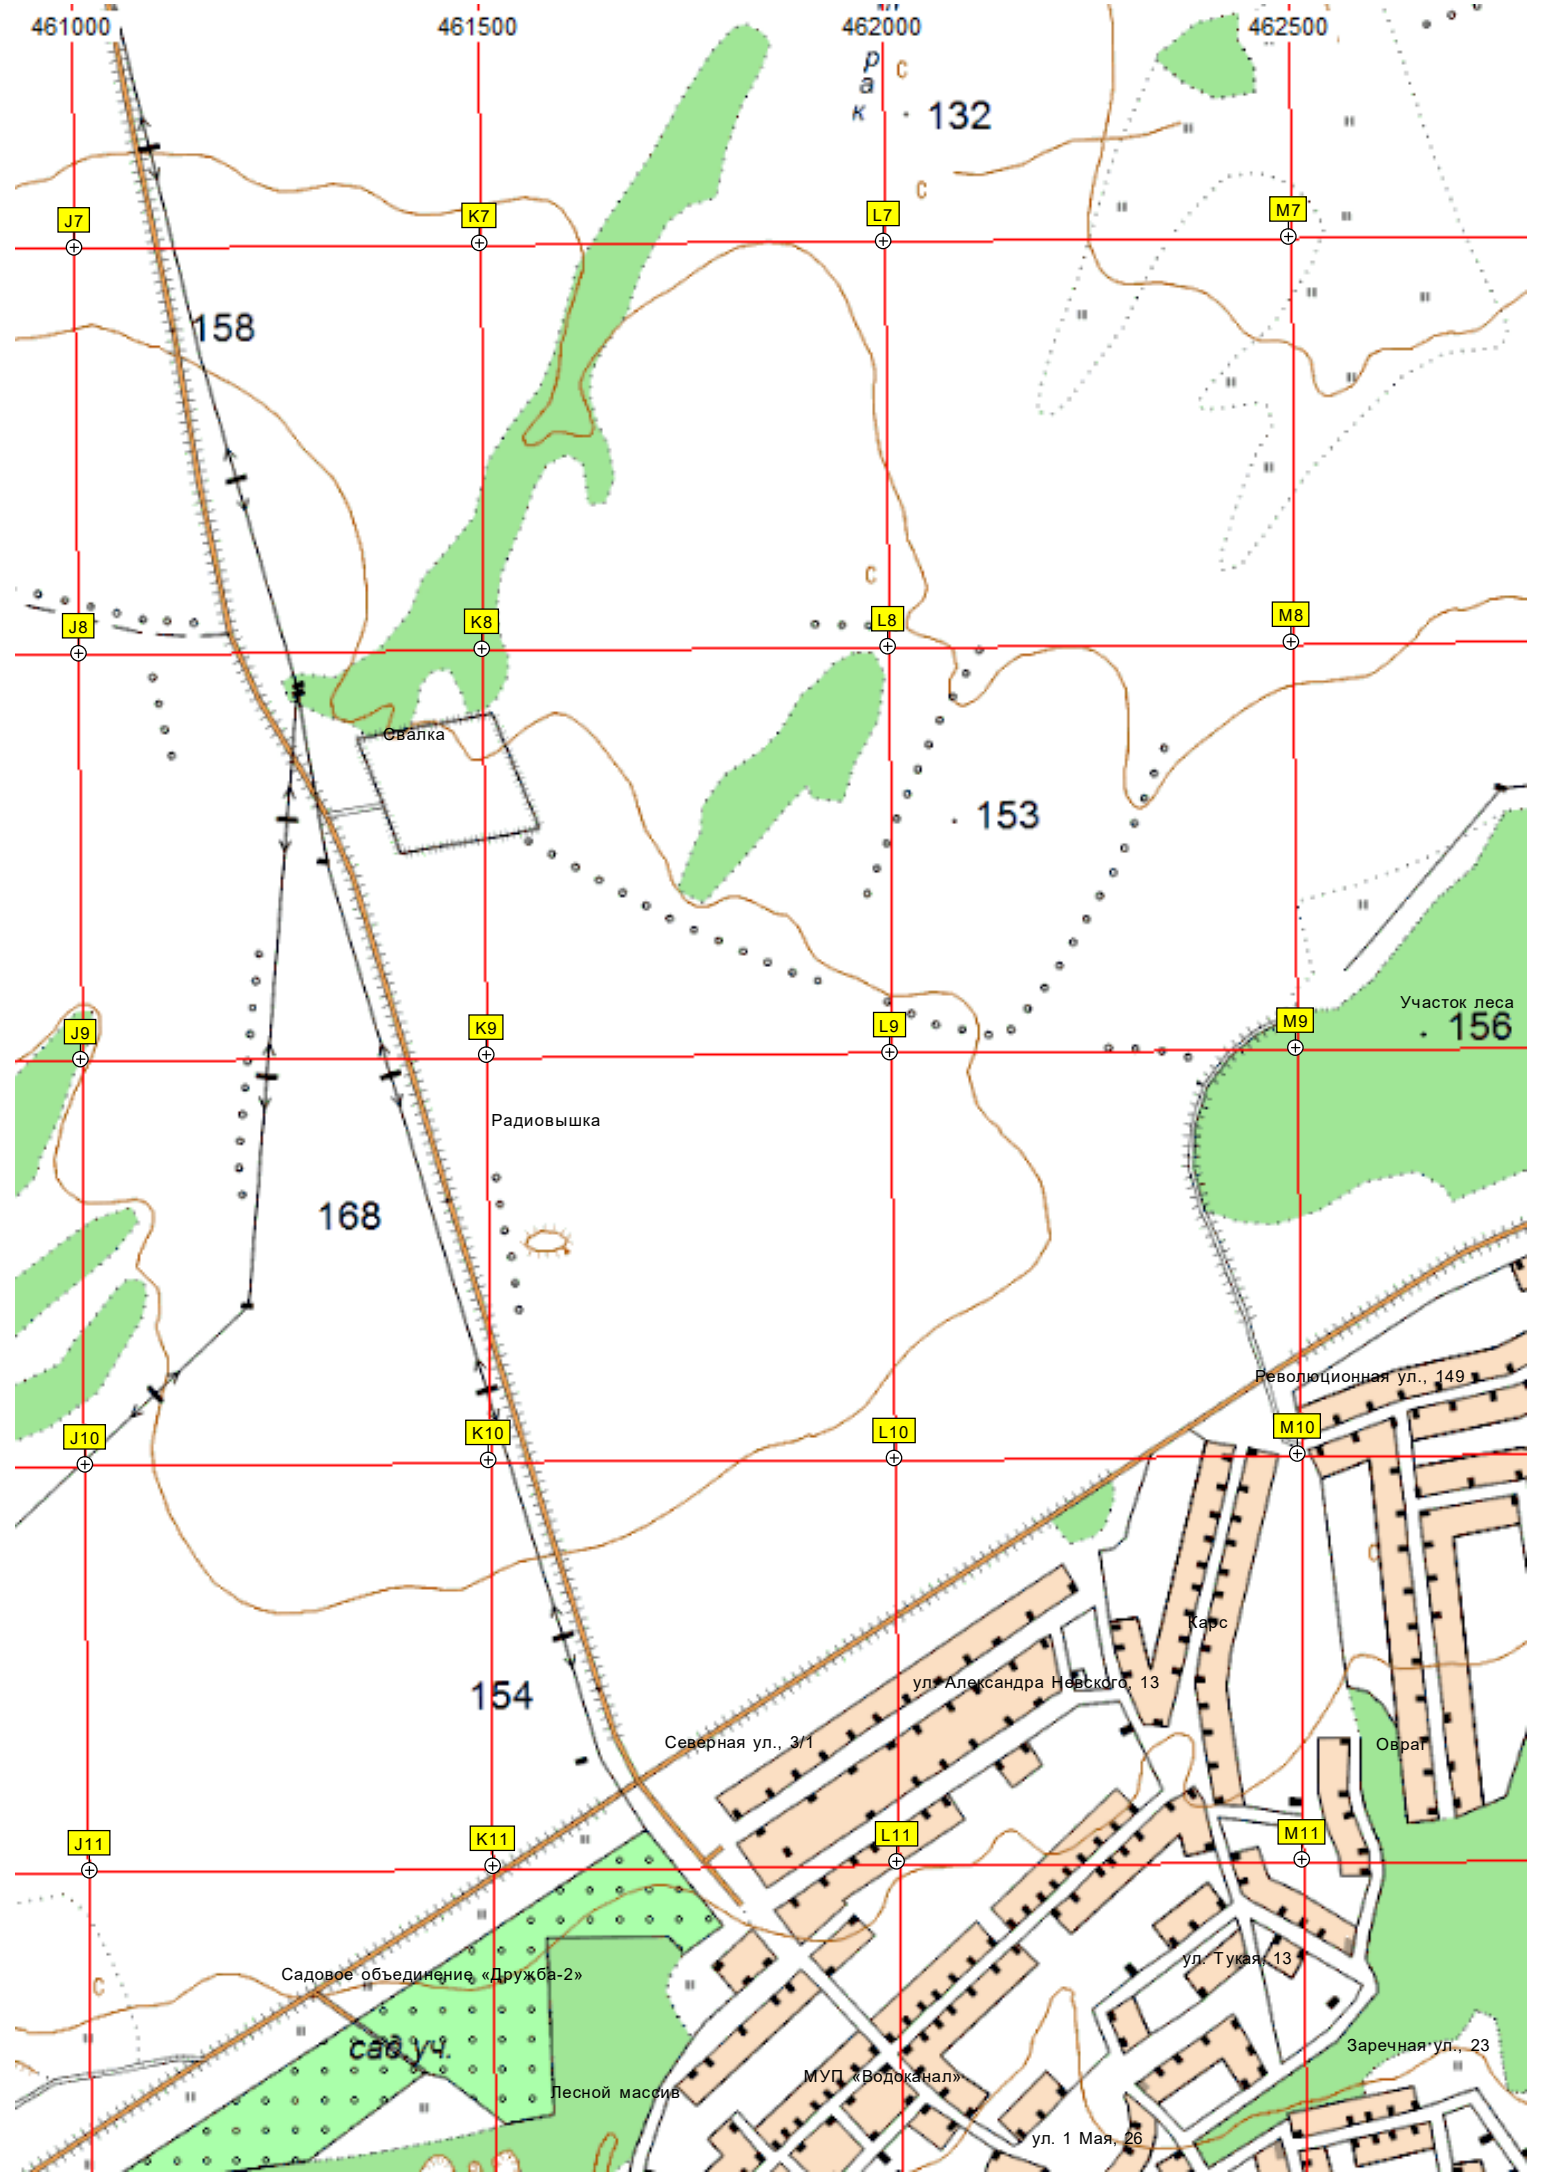 461000
461500
462000
462500
р
а
к
С
132
С
J7
K7
L7
M7
158
С
J8
K8
L8
M8
Свалка
153
Участок леса
156
J9
K9
L9
M9
Радиовышка
168
Революционная ул., 149
J10
K10
L10
M10
С
Карс
154
ул. Александра Невского, 13
Северная ул., 3/1
Овраг
J11
K11
L11
M11
С
Садовое объединение «Дружба-2»
ул. Тукая, 13
сад.уч.
Заречная ул., 23
МУП «Водоканал»
Лесной массив
ул. 1 Мая, 26